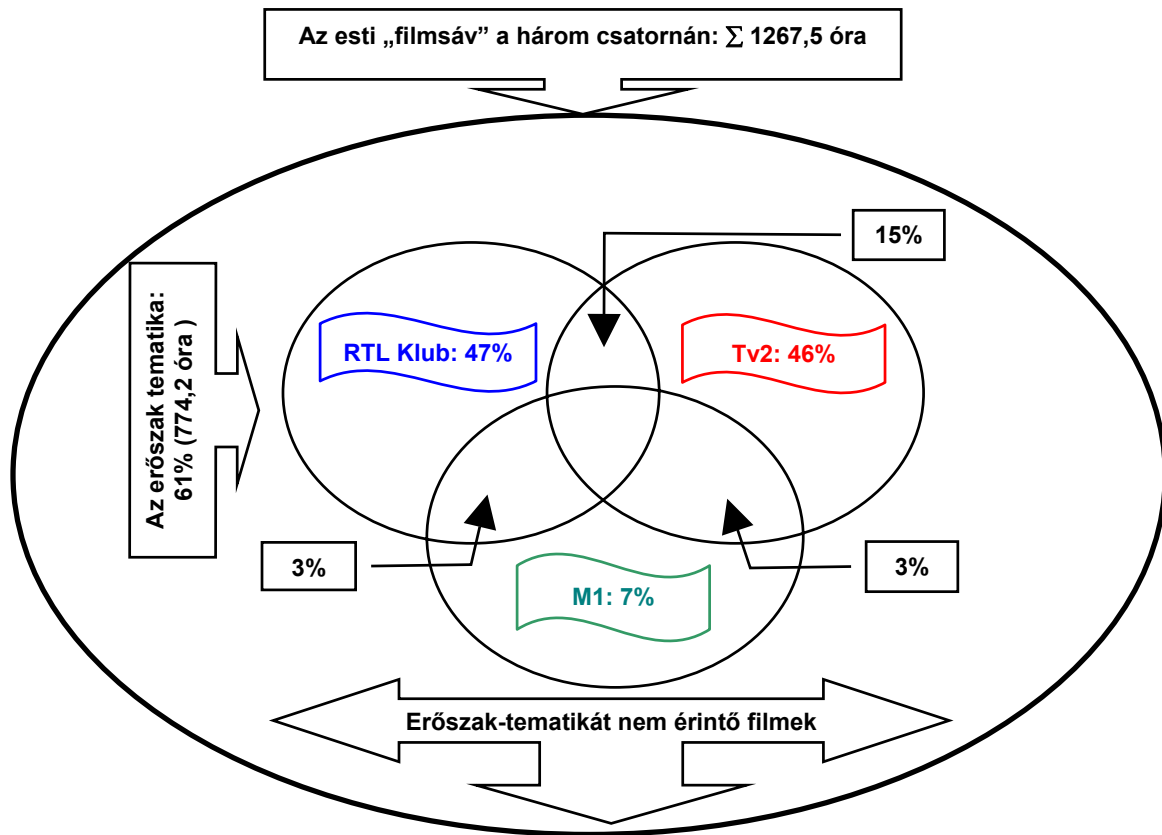 Az esti „filmsáv” a három csatornán: ∑ 1267,5 óra
15%
Az erőszak tematika:
61% (774,2 óra )
RTL Klub: 47%
Tv2: 46%
3%
3%
M1: 7%
Erőszak-tematikát nem érintő filmek